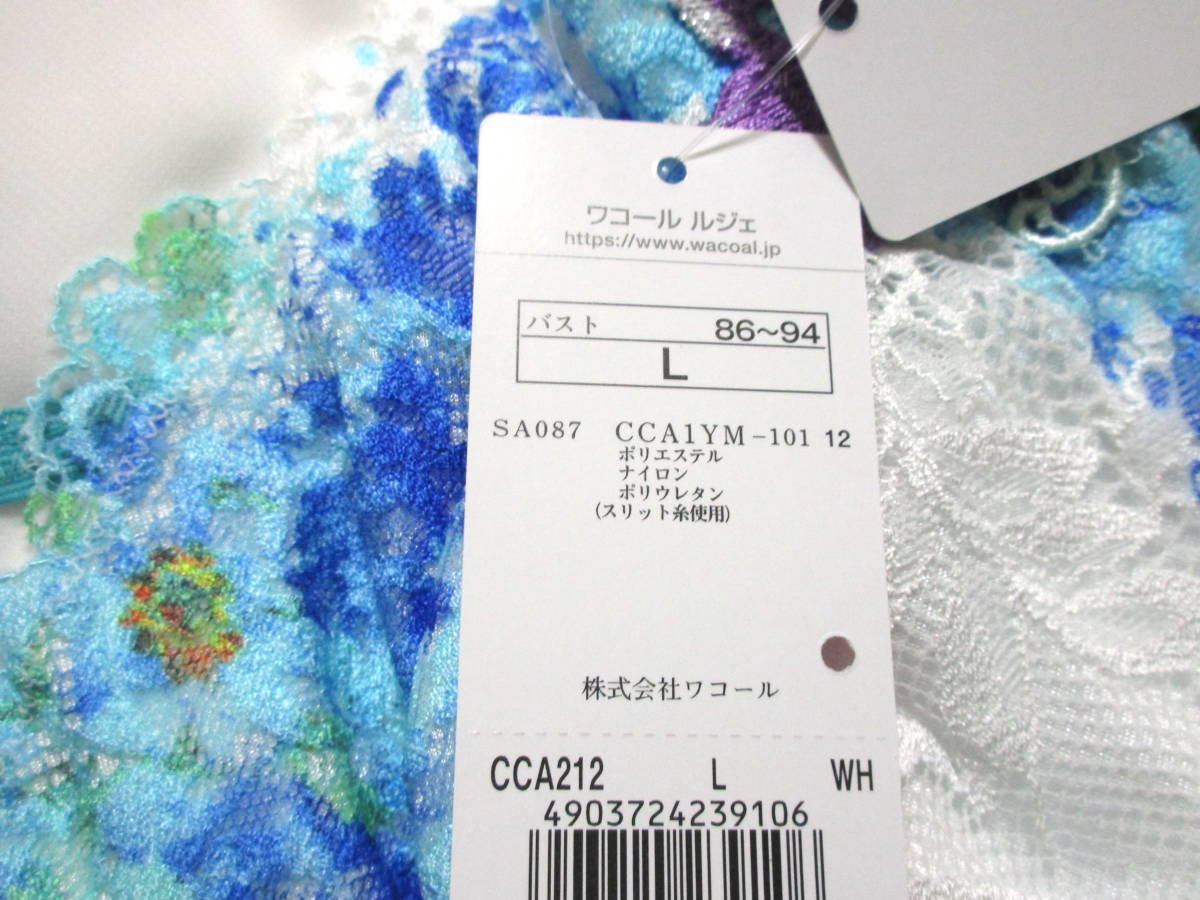 ワコール ルジェ
https://www.wacoal.jp
バスト 86~94
L
SA087 CCA1YM-101 12
ポリエステル
ナイロン
ポリウレタン
(スリット糸使用)
株式会社ワコール
CCA212 L WH
4903724239106